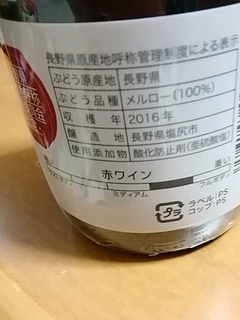 長野県原産地呼称管理制度による表示
ぶどう原産地 長野県
ぶどう品種 メルロー(100%)
収穫年 2016年
醸造地 長野県塩尻市
使用添加物 酸化防止剤(亜硫酸塩)
赤ワイン
重い
ミディアム フルボディ
プラ
ラベル:PS
コップ:PS